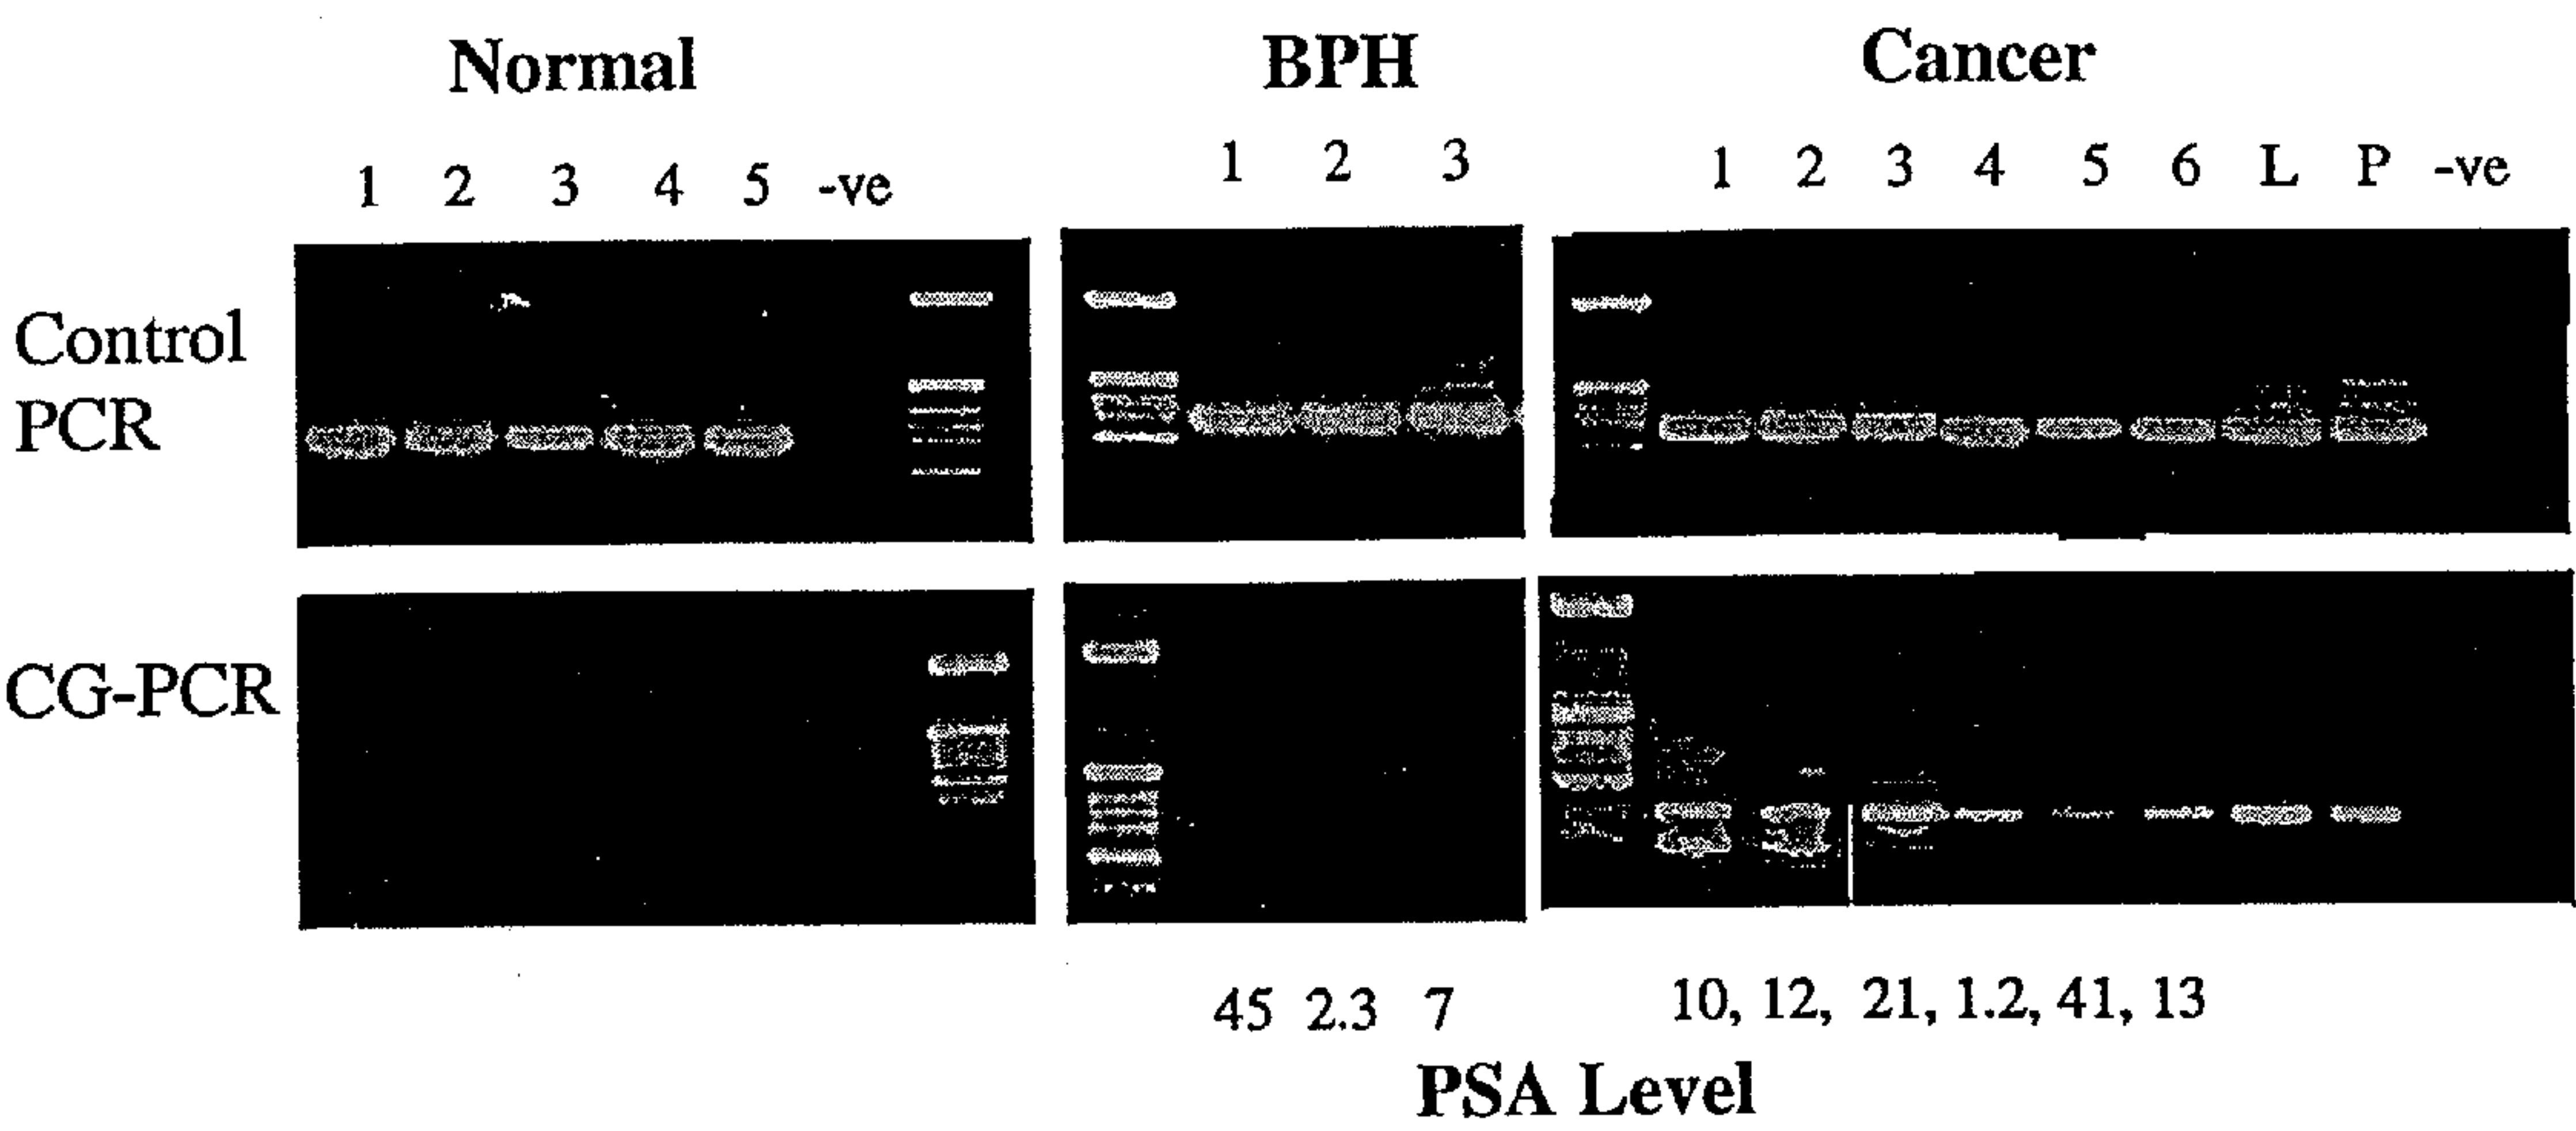 Normal BPH Cancer
1 2 3 4 5 -ve 1 2 3 1 2 3 4 5 6 L P -ve
Control
PCR
CG-PCR
45 2.3 7 10, 12, 21, 1.2, 41, 13
PSA Level